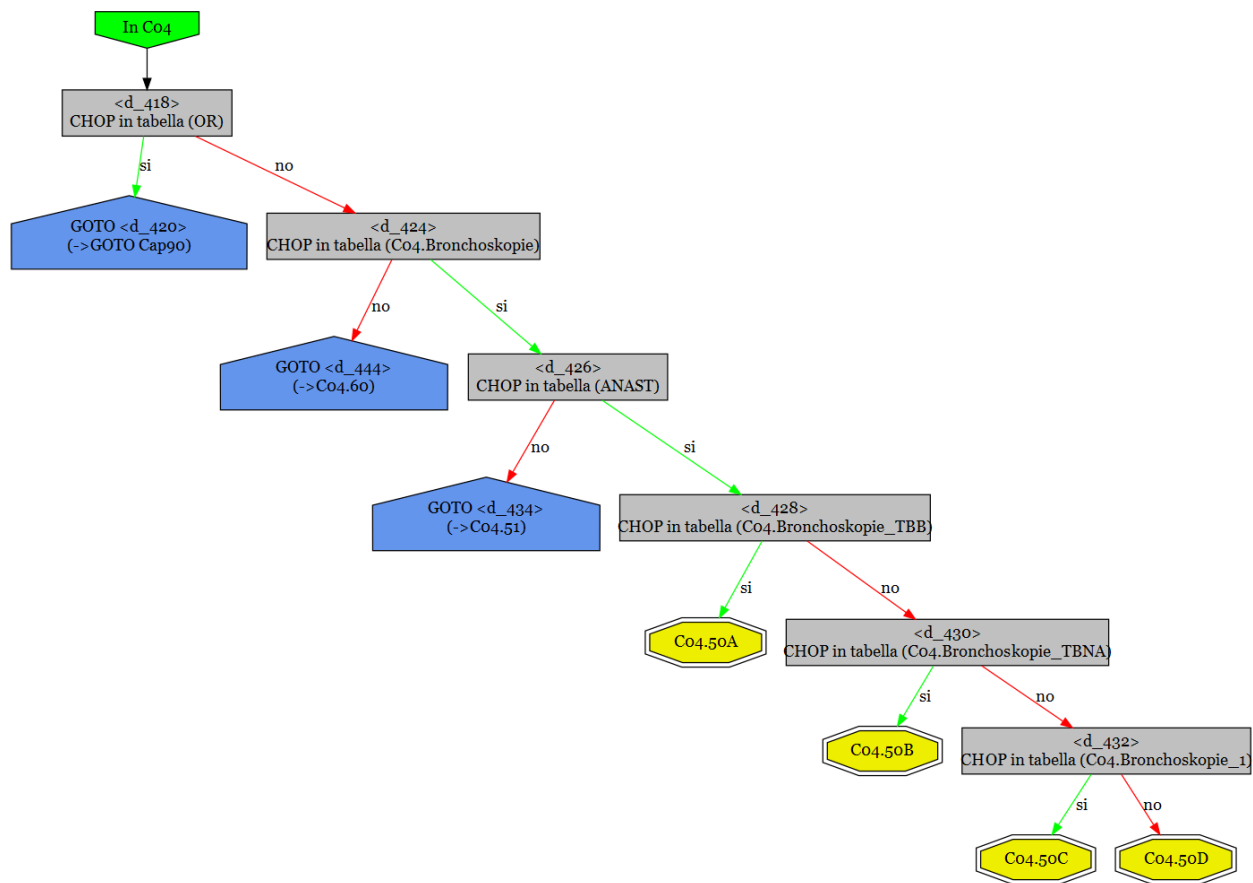 In C04
<d_418>
CHOP in tabella (OR)
si
no
GOTO <d_420>
(->GOTO Cap90)
<d_424>
CHOP in tabella (C04.Bronchoskopie)
no
si
GOTO <d_444>
(->C04.60)
<d_426>
CHOP in tabella (ANAST)
no
si
GOTO <d_434>
(->C04.51)
<d_428>
CHOP in tabella (C04.Bronchoskopie_TBB)
si
no
C04.50A
<d_430>
CHOP in tabella (C04.Bronchoskopie_TBNA)
si
no
C04.50B
<d_432>
CHOP in tabella (C04.Bronchoskopie_1)
si
no
C04.50C
C04.50D